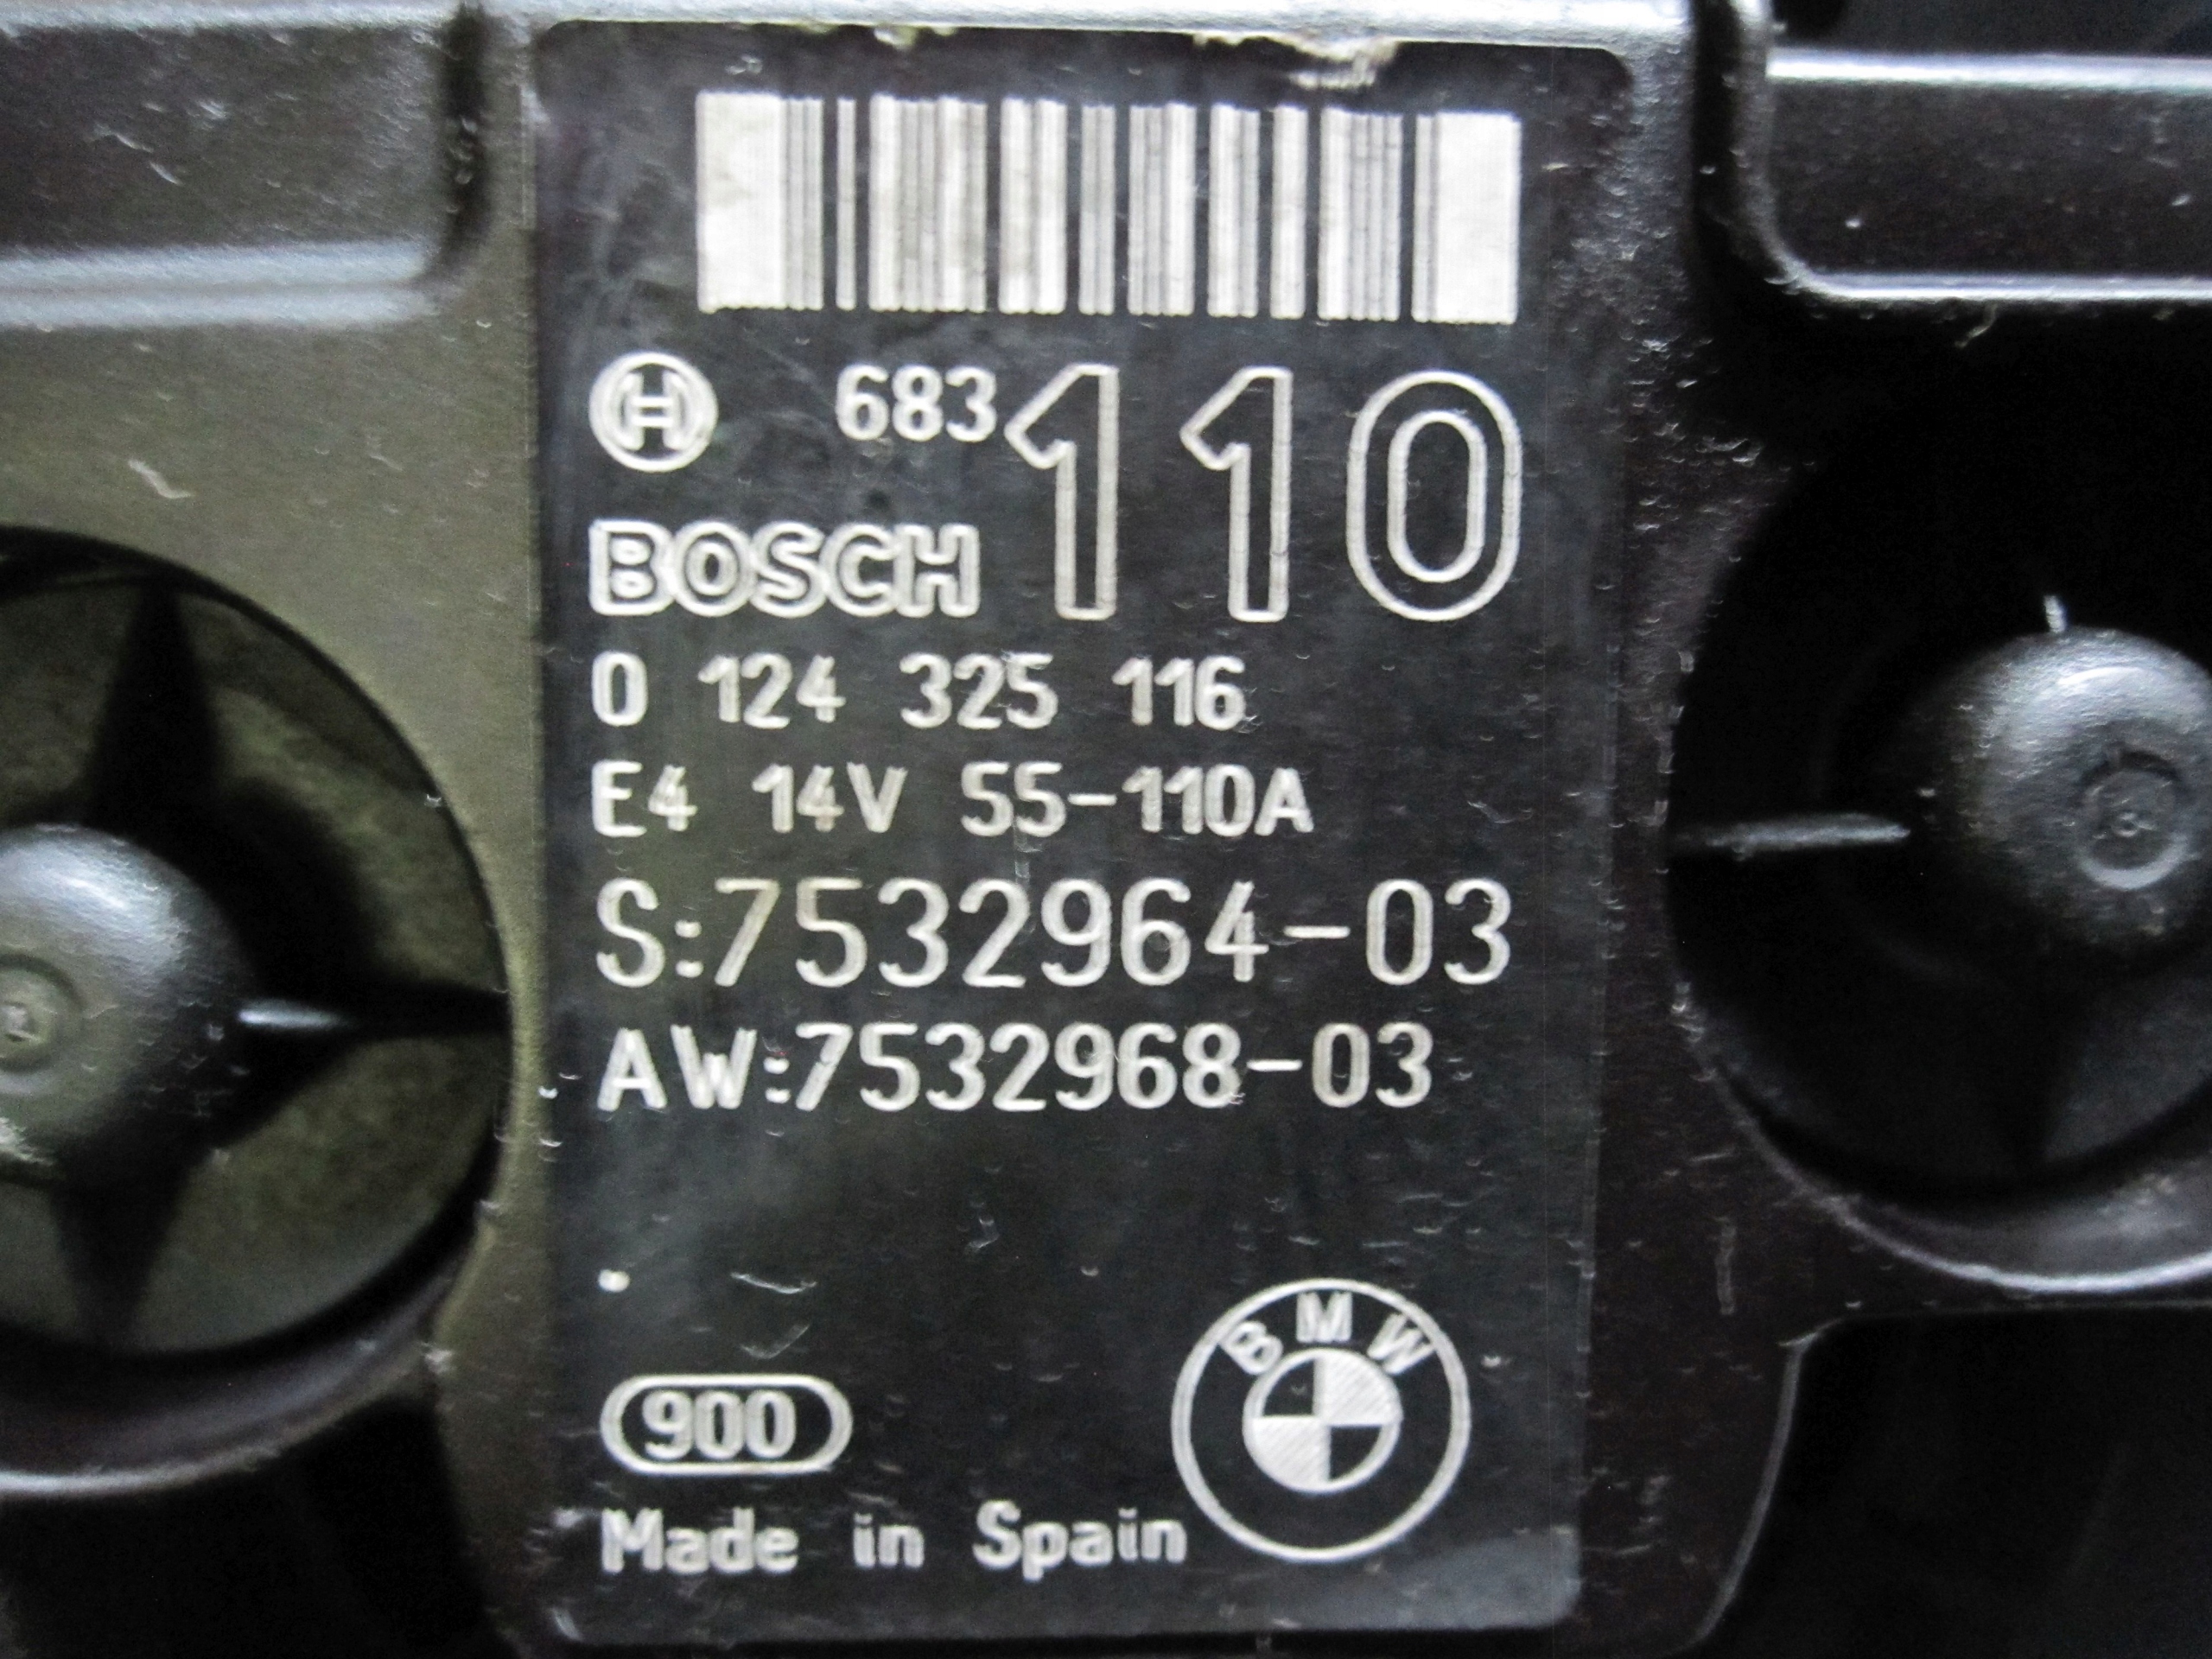 683 110
BOSCH
0 124 325 116
E4 14V 55-110A
S:7532964-03
AW:7532968-03
BMW
900
Made in Spain